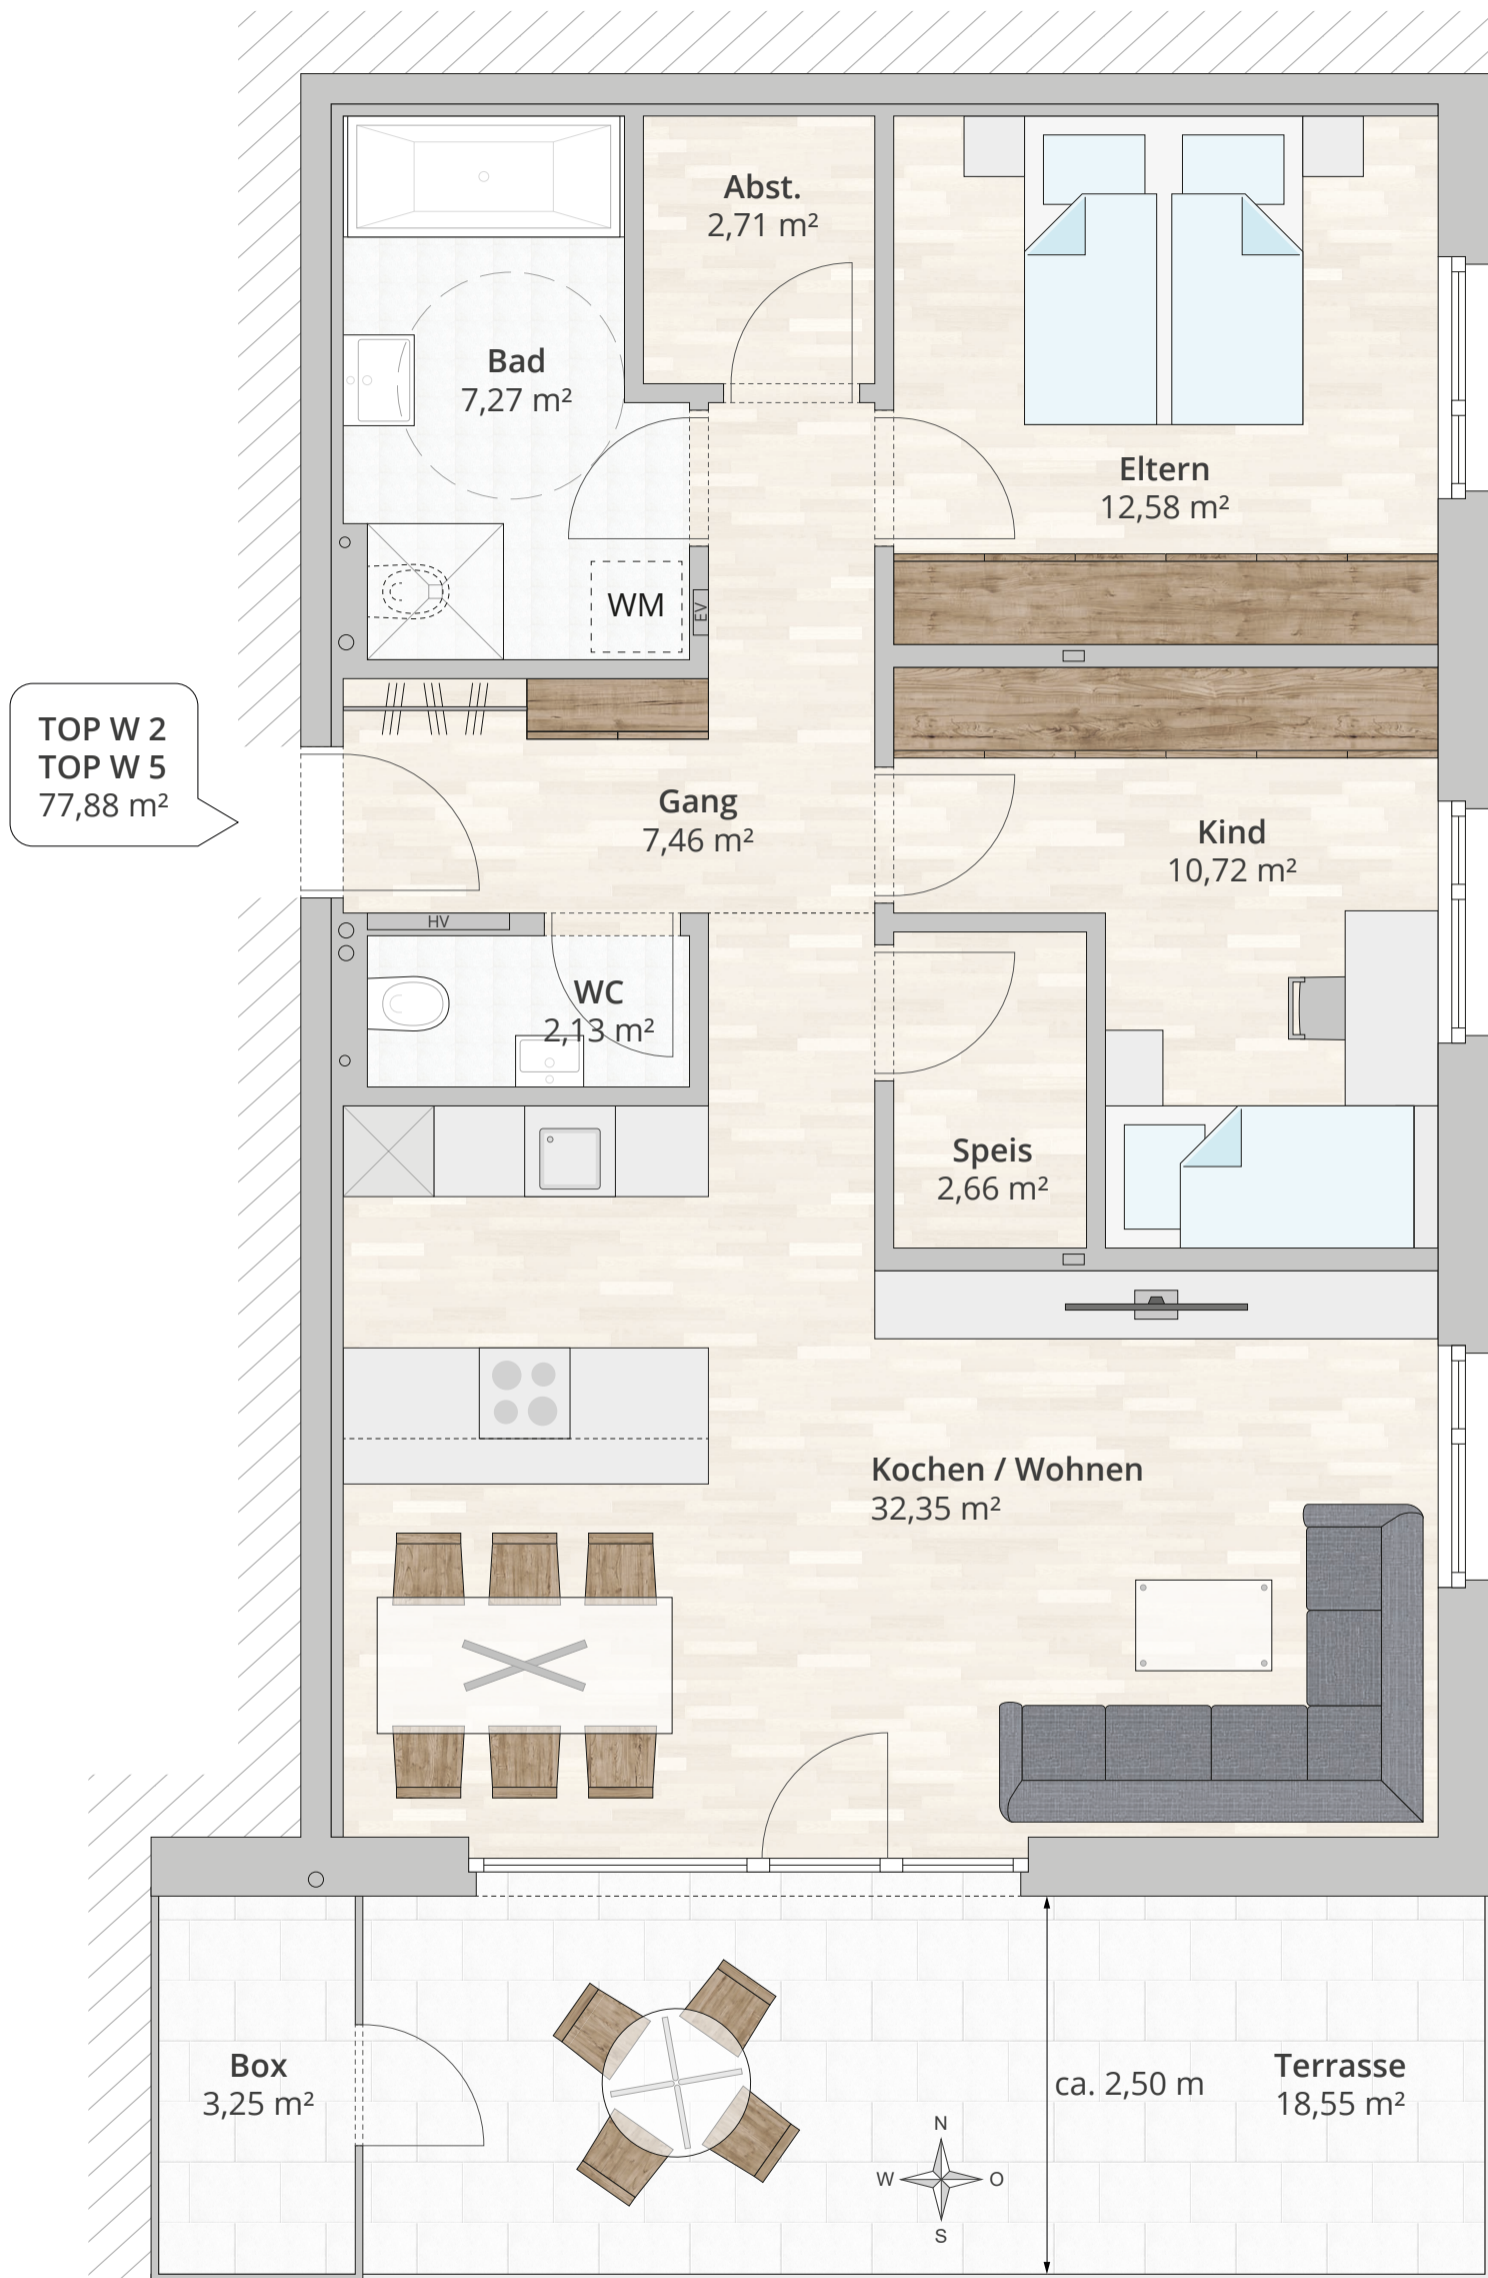 Abst.
2,71 m²
Bad
7,27 m²
Eltern
12,58 m²
WM
EV
TOP W 2
TOP W 5
77,88 m²
Gang
7,46 m²
Kind
10,72 m²
HV
WC
2,13 m²
Speis
2,66 m²
Kochen / Wohnen
32,35 m²
Box
3,25 m²
ca. 2,50 m
Terrasse
18,55 m²
N
W
O
S